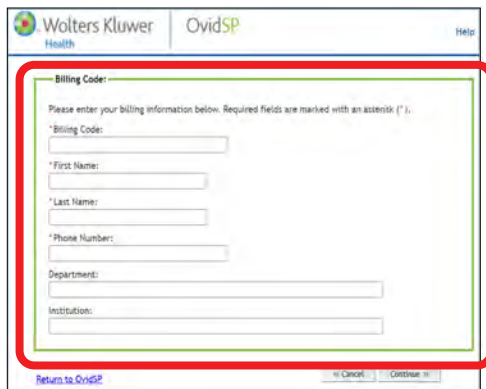 Wolters Kluwer
Health
OvidSP
Help
Billing Code:
Please enter your billing information below. Required fields are marked with an asteritk (*).
*Billing Code:
*First Name:
*Last Name:
*Phone Number:
Department:
Institution:
Return to OvidSP
« Cancel
Continue »